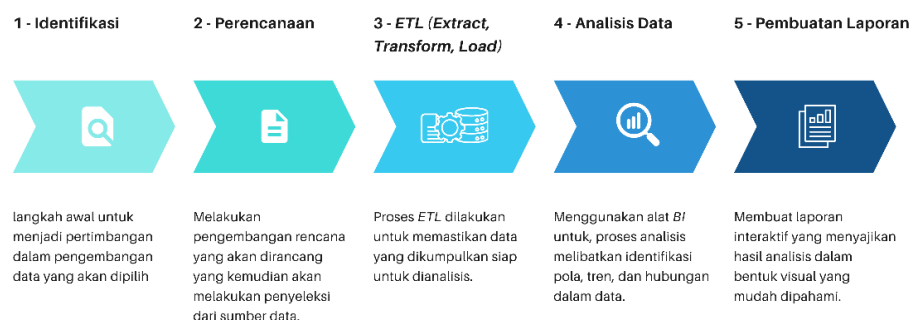 1 - Identifikasi
2 - Perencanaan
3 - ETL (Extract,
Transform, Load)
4 - Analisis Data
5 - Pembuatan Laporan
langkah awal untuk
menjadi pertimbangan
dalam pengembangan
data yang akan dipilih
Melakukan
pengembangan rencana
yang akan dirancang
yang kemudian akan
melakukan penyeleksi
dari sumber data.
Proses ETL dilakukan
untuk memastikan data
yang dikumpulkan siap
untuk dianalisis.
Menggunakan alat BI
untuk, proses analisis
melibatkan identifikasi
pola, tren, dan hubungan
dalam data.
Membuat laporan
interaktif yang menyajikan
hasil analisis dalam
bentuk visual yang
mudah dipahami.